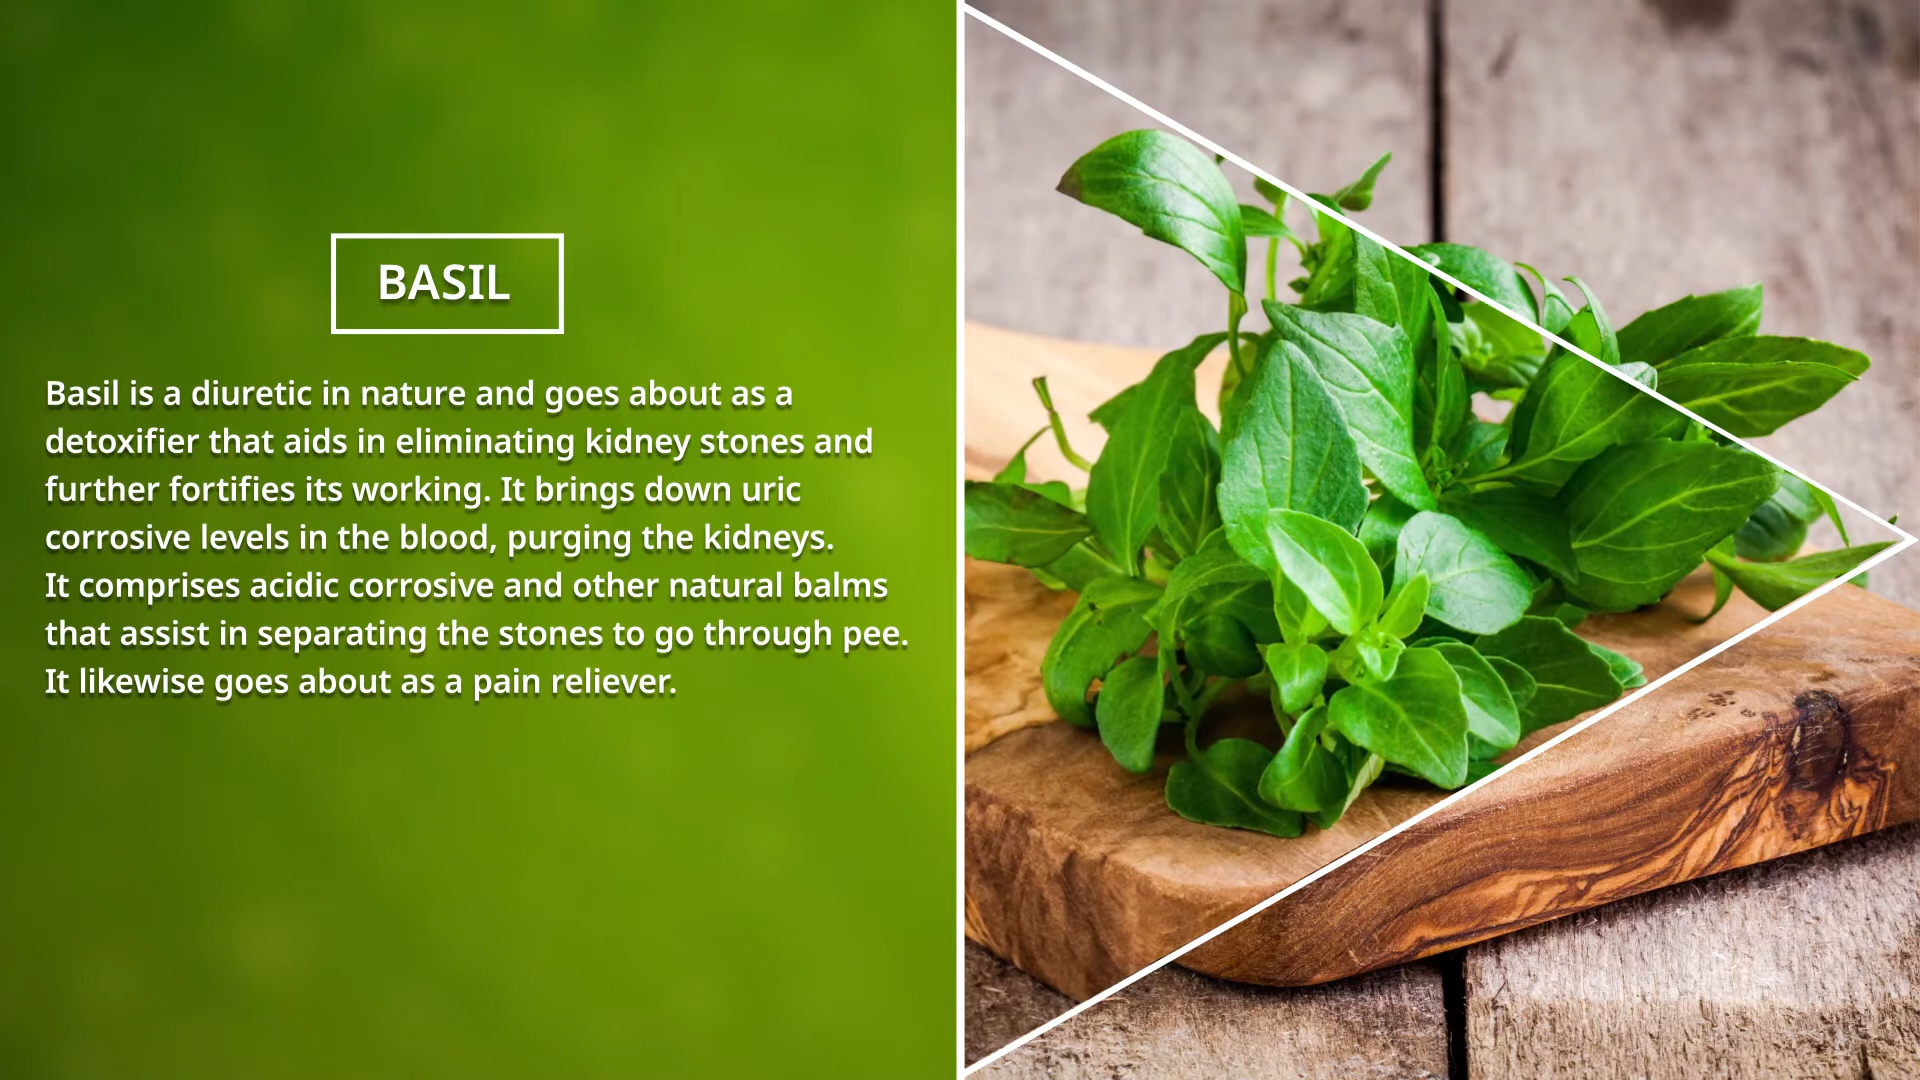 BASIL
Basil is a diuretic in nature and goes about as a
detoxifier that aids in eliminating kidney stones and
further fortifies its working. It brings down uric
corrosive levels in the blood, purging the kidneys.
It comprises acidic corrosive and other natural balms
that assist in separating the stones to go through pee.
It likewise goes about as a pain reliever.